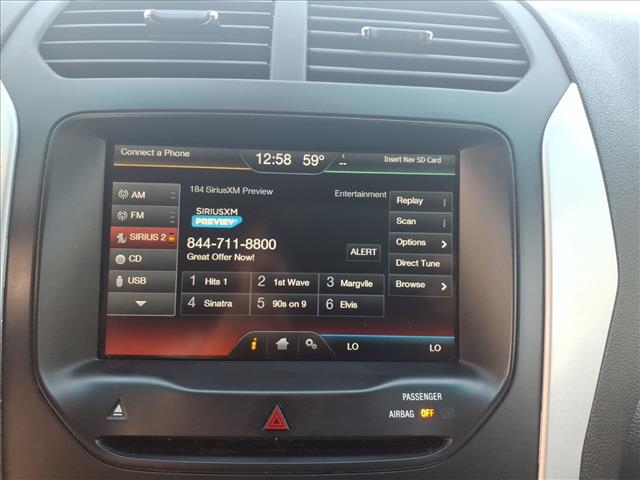 Connect a Phone
12:58 59° --
Insert Nav SD Card
AM
FM
SIRIUS 2
CD
USB
184 SiriusXM Preview
Entertainment
SIRIUSXM
PREVIEW
844-711-8800
Great Offer Now!
ALERT
1 Hits 1
2 1st Wave
3 Margvlle
4 Sinatra
5 90s on 9
6 Elvis
Replay
Scan
Options
Direct Tune
Browse
i
LO
LO
PASSENGER
AIRBAG OFF